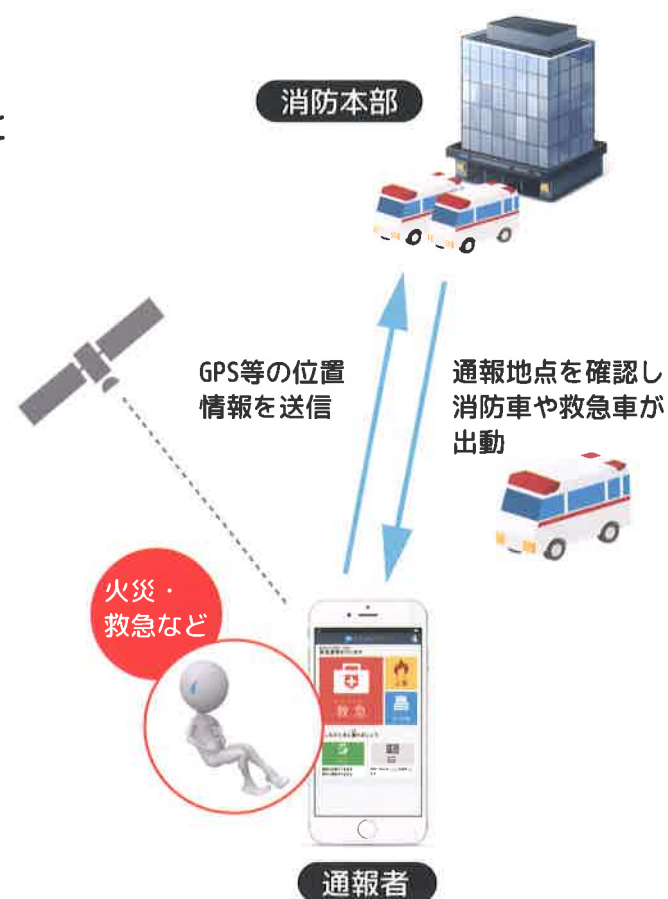 と
消防本部
GPS等の位置
情報を送信
通報地点を確認し
消防車や救急車が
出動
火災・
救急など
救急
通報者